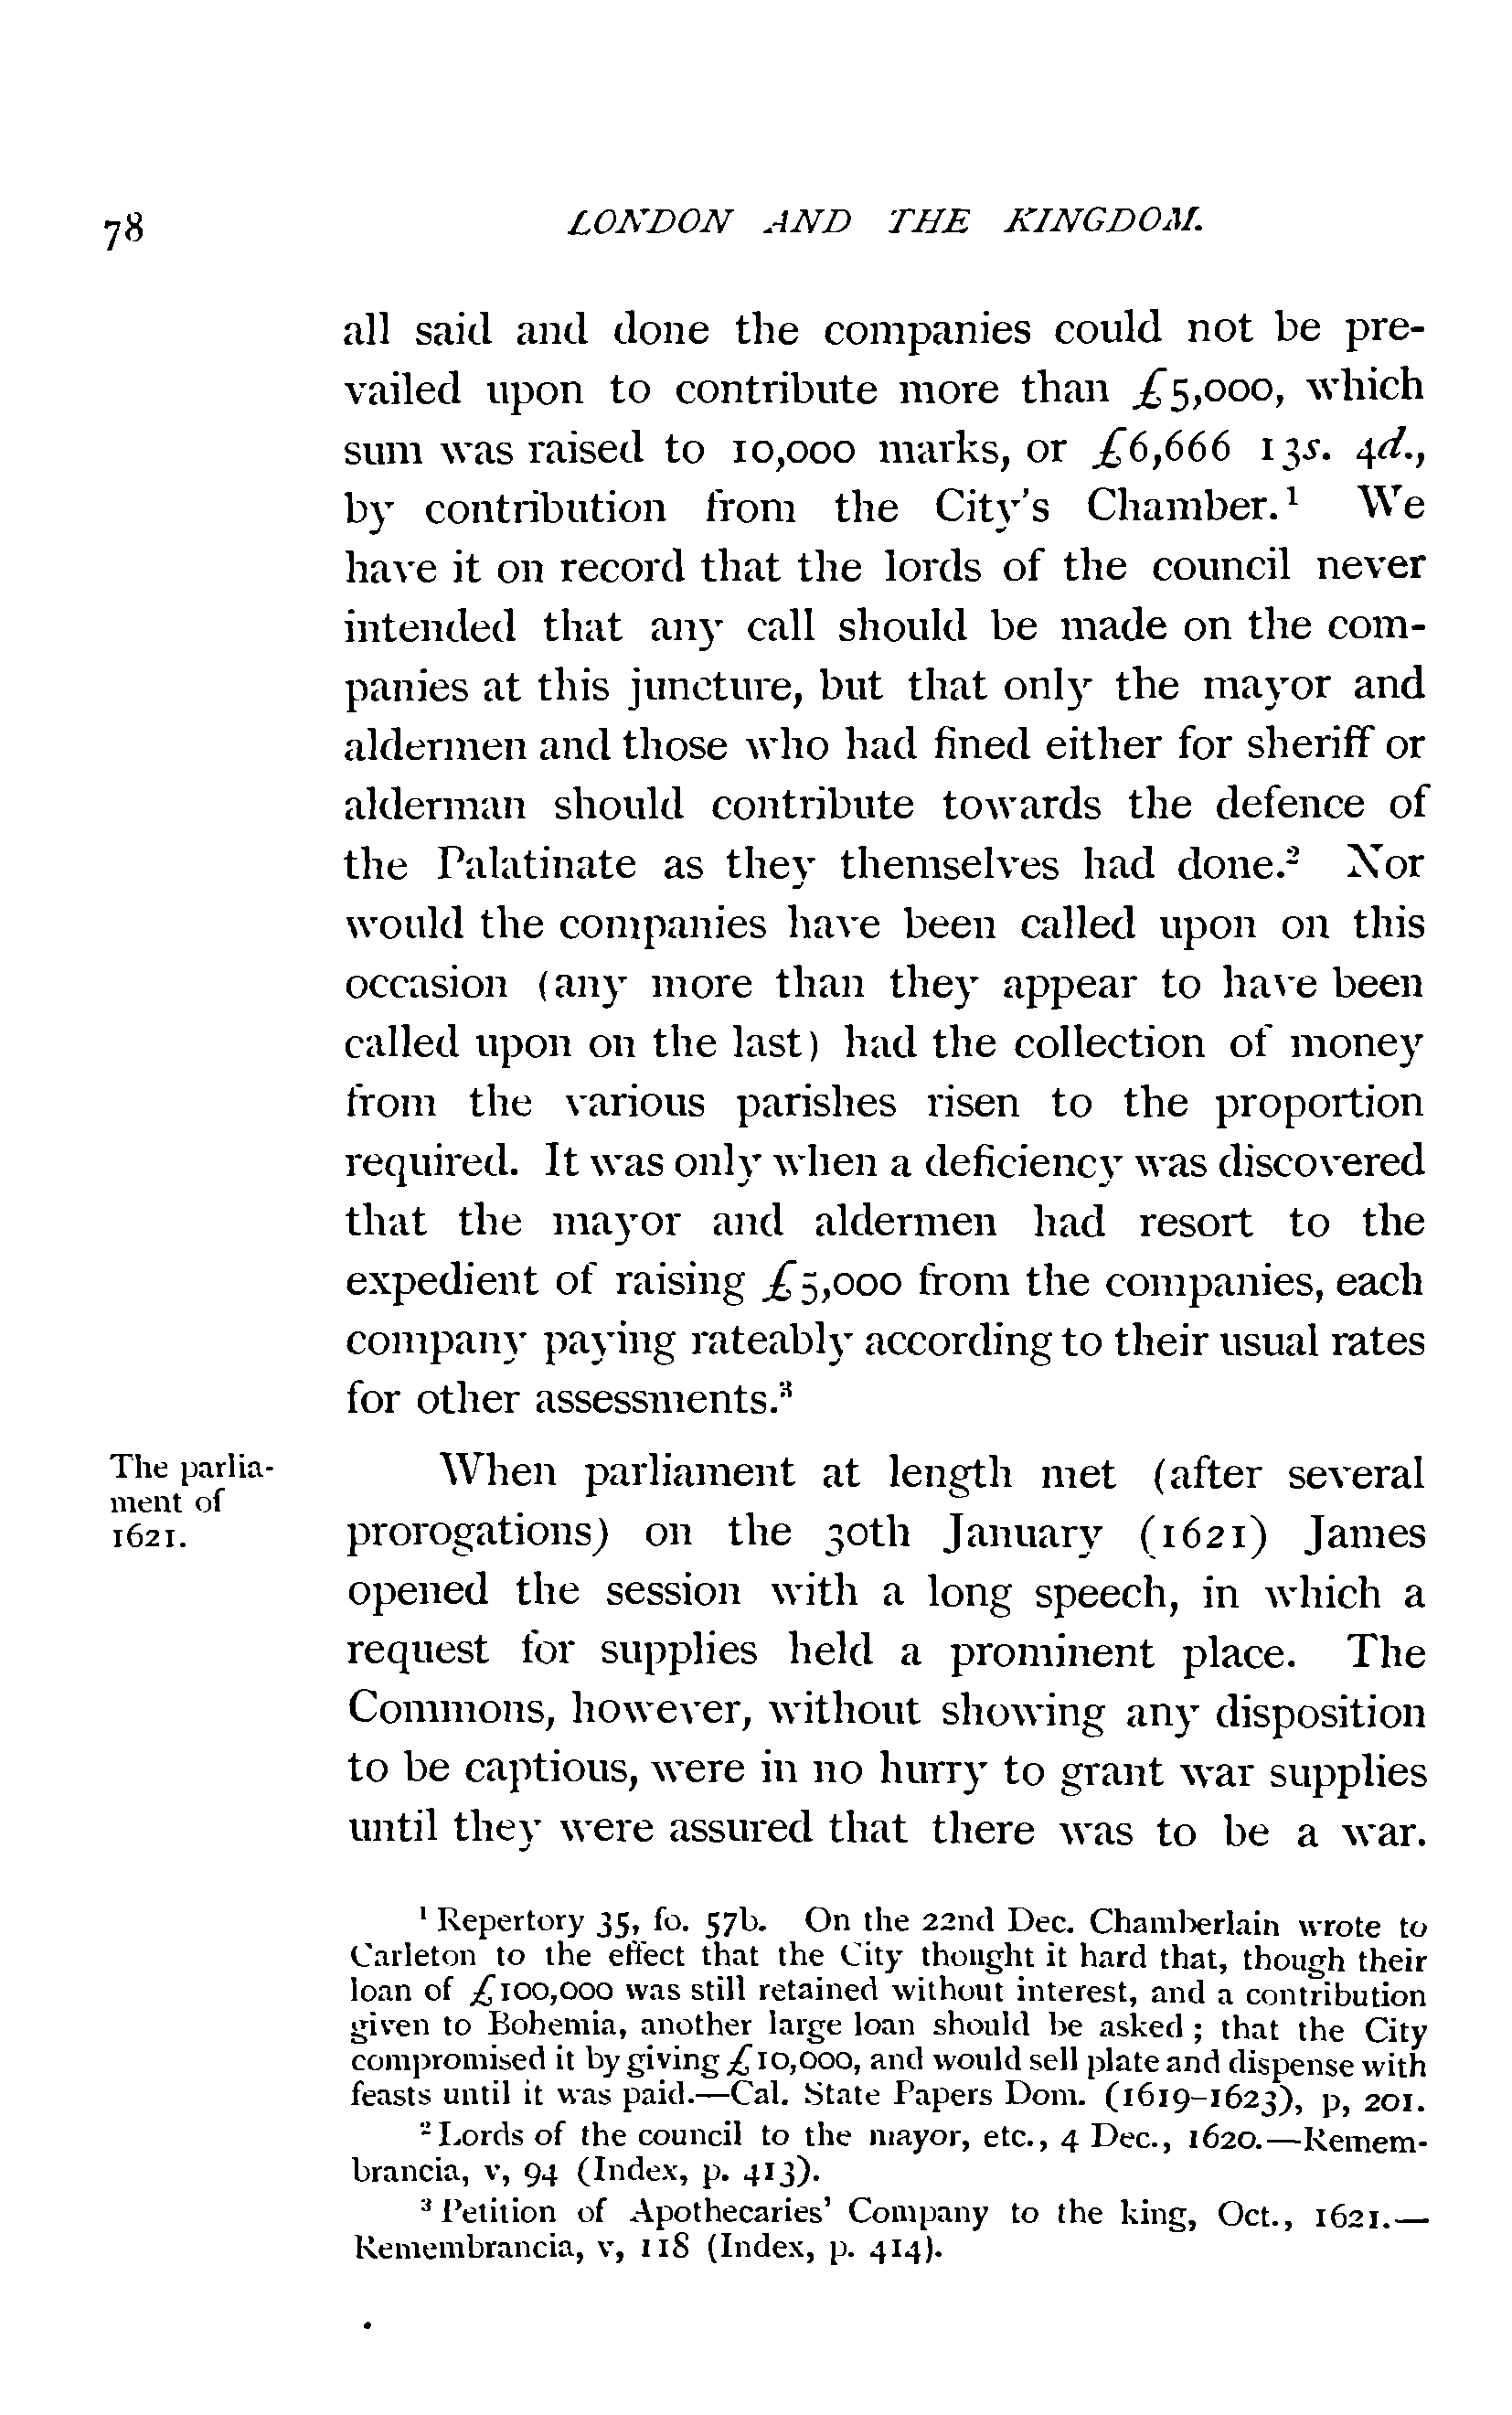 78
LONDON AND THE KINGDOM.
all said and done the companies could not be pre-
vailed upon to contribute more than £5,000, which
sum was raised to 10,000 marks, or £6,666 13s. 4d.,
by contribution from the City's Chamber.¹ We
have it on record that the lords of the council never
intended that any call should be made on the com-
panies at this juncture, but that only the mayor and
aldermen and those who had fined either for sheriff or
alderman should contribute towards the defence of
the Palatinate as they themselves had done.² Nor
would the companies have been called upon on this
occasion (any more than they appear to have been
called upon on the last) had the collection of money
from the various parishes risen to the proportion
required. It was only when a deficiency was discovered
that the mayor and aldermen had resort to the
expedient of raising £5,000 from the companies, each
company paying rateably according to their usual rates
for other assessments.³
The parlia-
ment of
1621.
When parliament at length met (after several
prorogations) on the 30th January (1621) James
opened the session with a long speech, in which a
request for supplies held a prominent place. The
Commons, however, without showing any disposition
to be captious, were in no hurry to grant war supplies
until they were assured that there was to be a war.
¹ Repertory 35, fo. 57b. On the 22nd Dec. Chamberlain wrote to
Carleton to the effect that the City thought it hard that, though their
loan of £100,000 was still retained without interest, and a contribution
given to Bohemia, another large loan should be asked; that the City
compromised it by giving £10,000, and would sell plate and dispense with
feasts until it was paid.—Cal. State Papers Dom. (1619-1623), p, 201.
² Lords of the council to the mayor, etc., 4 Dec., 1620.—Remem-
brancia, v, 94 (Index, p. 413).
³ Petition of Apothecaries' Company to the king, Oct., 1621.—
Remembrancia, v, 118 (Index, p. 414).